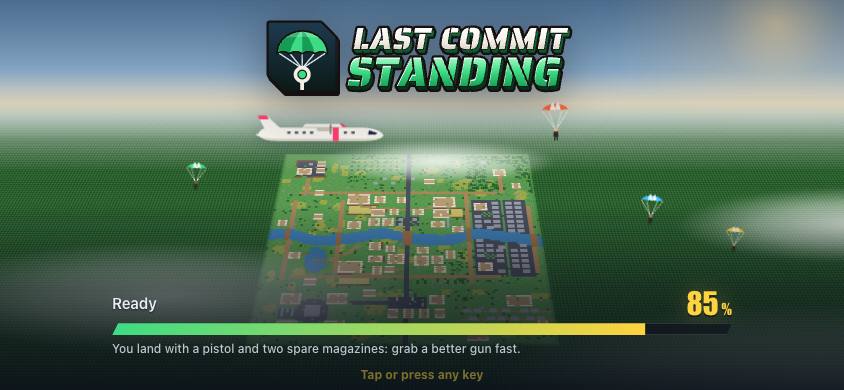 LAST COMMIT
STANDING
Ready
85%
You land with a pistol and two spare magazines: grab a better gun fast.
Tap or press any key